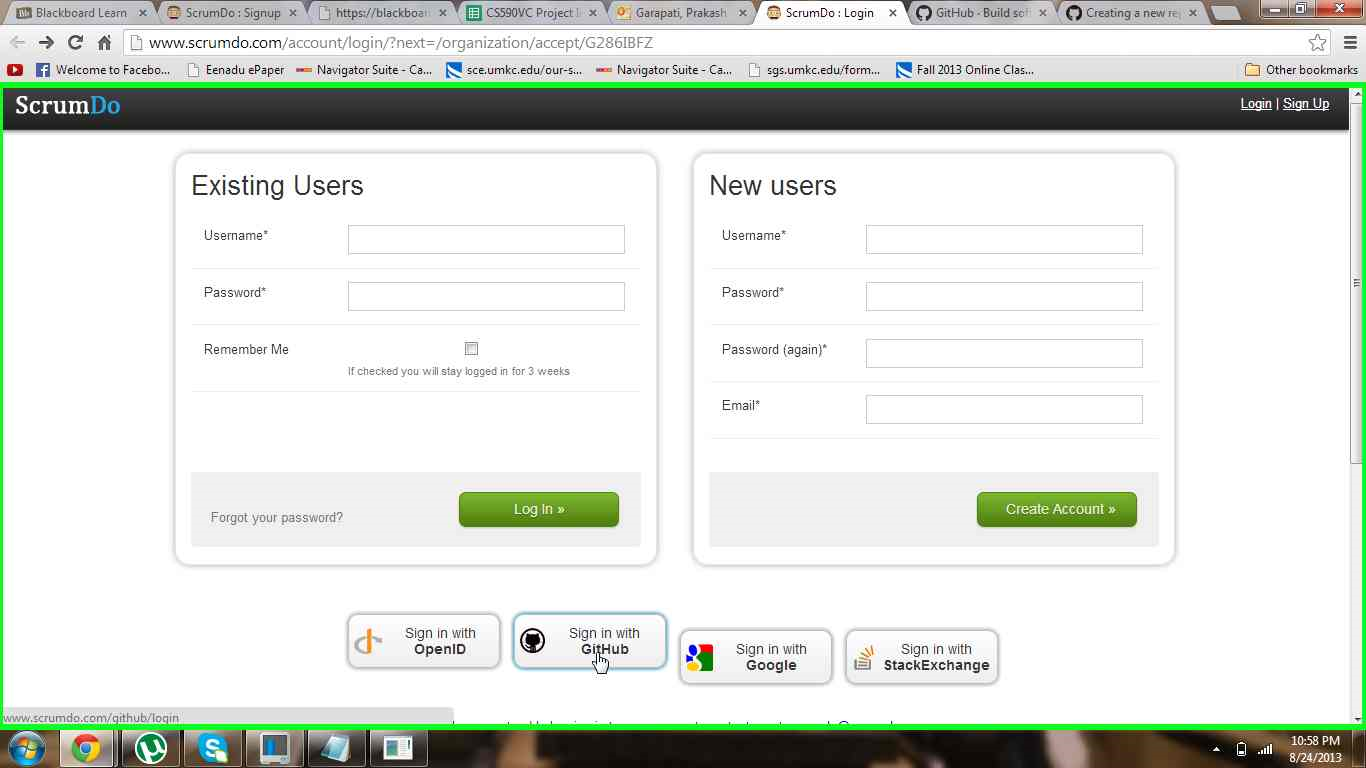 Blackboard Learn
ScrumDo : Signup
https://blackboar
CS590VC Project I
Garapati, Prakash
ScrumDo : Login
GitHub - Build sof
Creating a new re
www.scrumdo.com/account/login/?next=/organization/accept/G286IBFZ
Welcome to Facebo...
Eenadu ePaper
Navigator Suite - Ca...
sce.umkc.edu/our-s...
Navigator Suite - Ca...
sgs.umkc.edu/form...
Fall 2013 Online Clas...
Other bookmarks
ScrumDo
Login | Sign Up
Existing Users
Username*
Password*
Remember Me
If checked you will stay logged in for 3 weeks
Forgot your password?
Log In »
New users
Username*
Password*
Password (again)*
Email*
Create Account »
Sign in with
OpenID
Sign in with
GitHub
Sign in with
Google
Sign in with
StackExchange
www.scrumdo.com/github/login
10:58 PM
8/24/2013